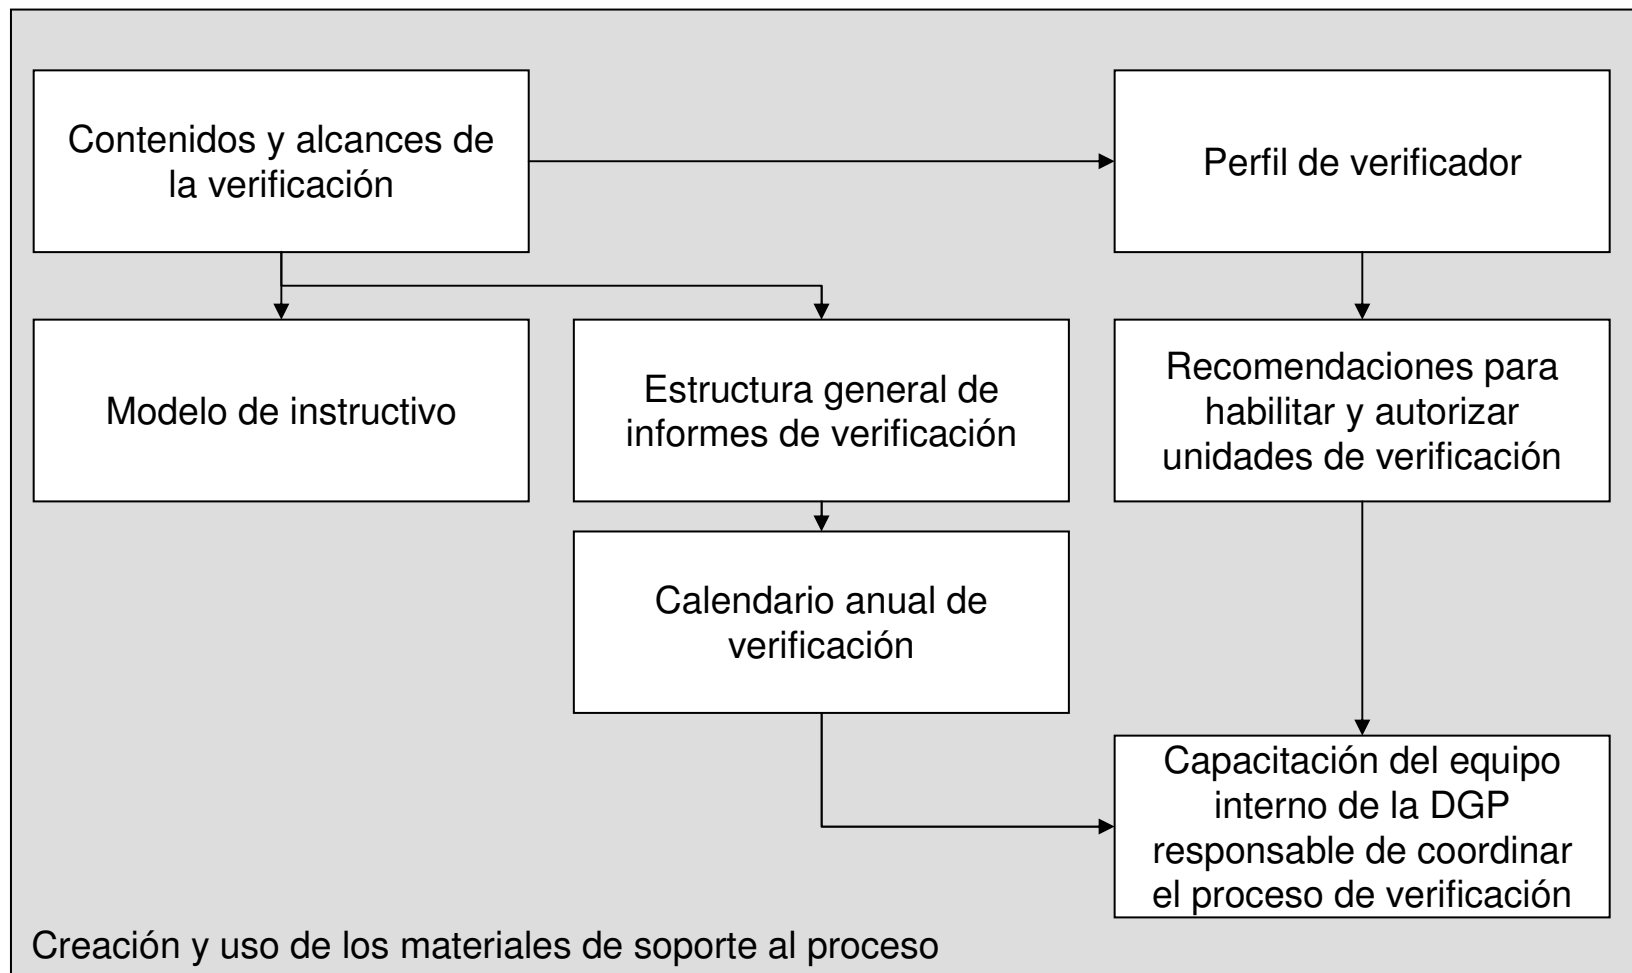 Contenidos y alcances de
la verificación
Perfil de verificador
Modelo de instructivo
Estructura general de
informes de verificación
Recomendaciones para
habilitar y autorizar
unidades de verificación
Calendario anual de
verificación
Capacitación del equipo
interno de la DGP
responsable de coordinar
el proceso de verificación
Creación y uso de los materiales de soporte al proceso